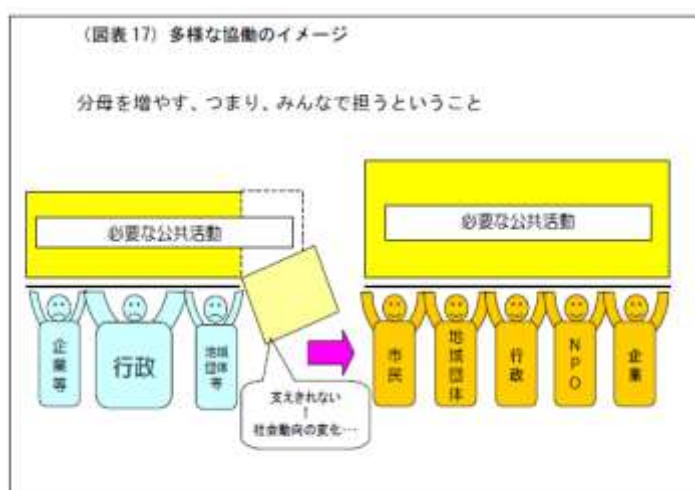 （図表 17）多様な協働のイメージ
分母を増やす、つまり、みんなで担うということ
必要な公共活動
企業等
行政
地域団体等
支えきれない
！
社会動向の変化…
必要な公共活動
市民
地域団体
行政
NPO
企業